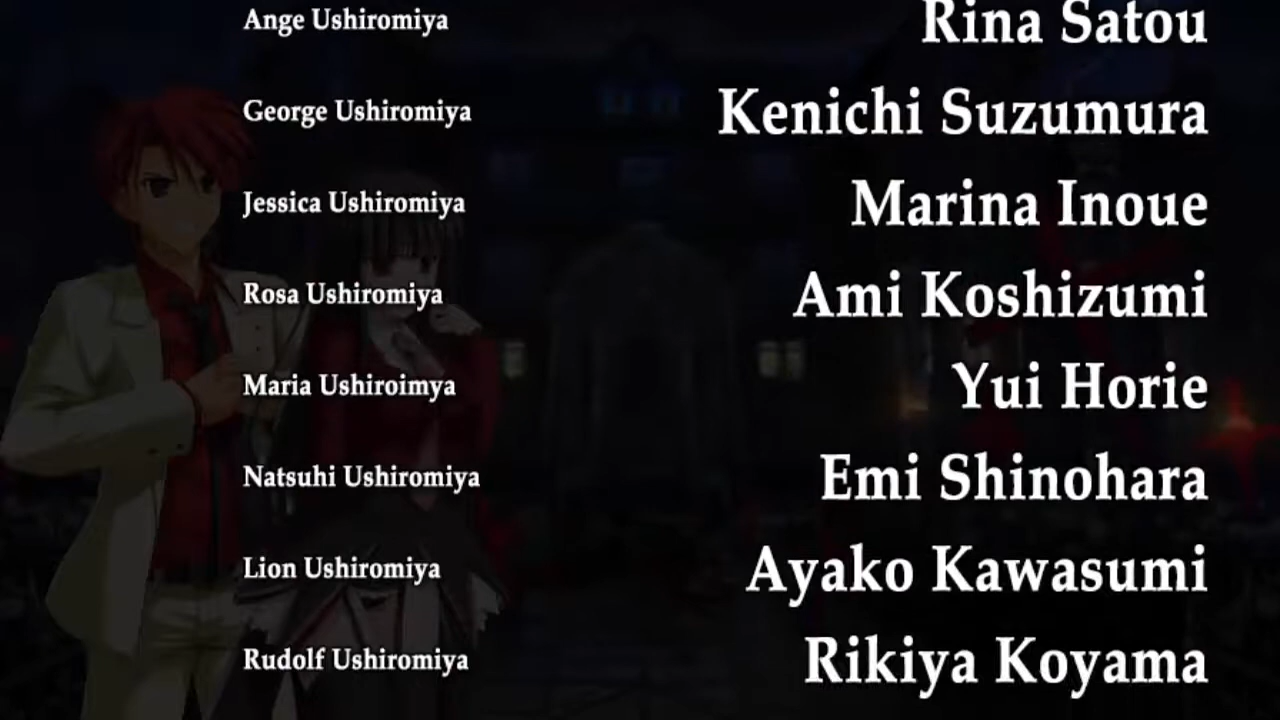 Ange Ushiromiya Rina Satou
George Ushiromiya Kenichi Suzumura
Jessica Ushiromiya Marina Inoue
Rosa Ushiromiya Ami Koshizumi
Maria Ushiroimya Yui Horie
Natsuhi Ushiromiya Emi Shinohara
Lion Ushiromiya Ayako Kawasumi
Rudolf Ushiromiya Rikiya Koyama